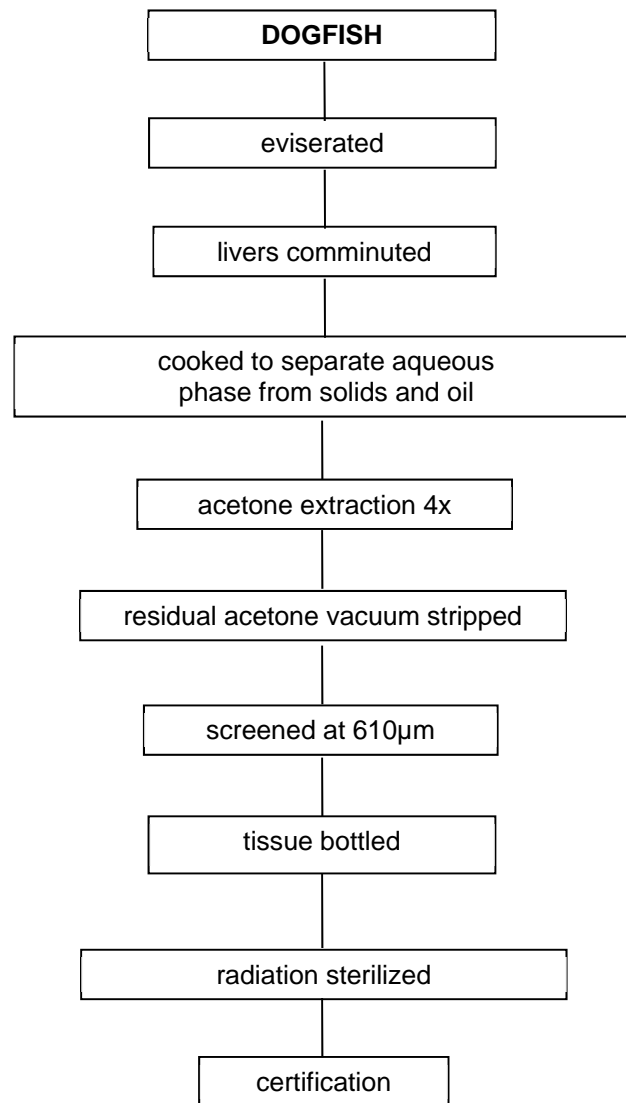 DOGFISH
eviserated
livers comminuted
cooked to separate aqueous
phase from solids and oil
acetone extraction 4x
residual acetone vacuum stripped
screened at 610µm
tissue bottled
radiation sterilized
certification